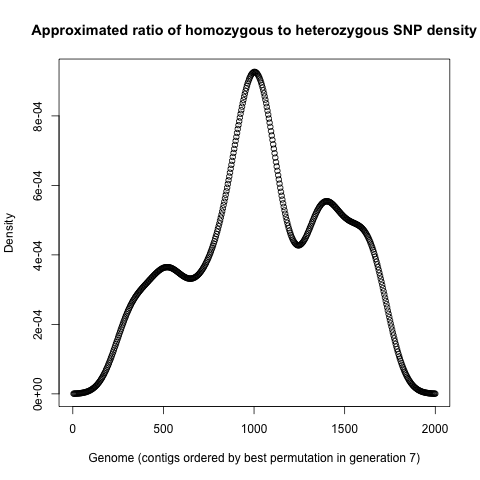 Approximated ratio of homozygous to heterozygous SNP density
Density
8e-04
6e-04
4e-04
2e-04
0e+00
0 500 1000 1500 2000
Genome (contigs ordered by best permutation in generation 7)